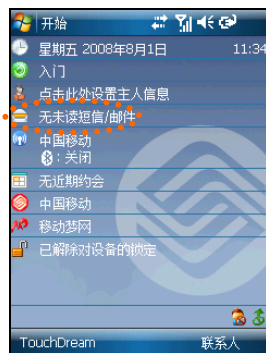 开始
星期五 2008年8月1日 11:34
入门
点击此处设置主人信息
无未读短信/邮件
中国移动
：关闭
无近期约会
中国移动
移动梦网
已解除对设备的锁定
TouchDream 联系人